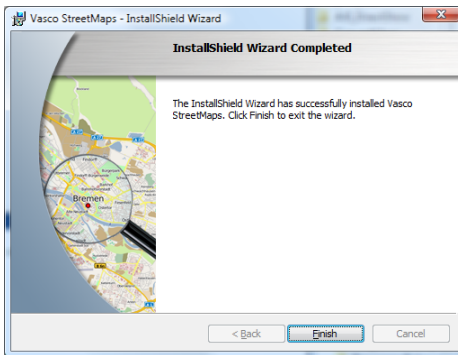 Vasco StreetMaps - InstallShield Wizard
InstallShield Wizard Completed
The InstallShield Wizard has successfully installed Vasco
StreetMaps. Click Finish to exit the wizard.
Bremen
< Back
Finish
Cancel